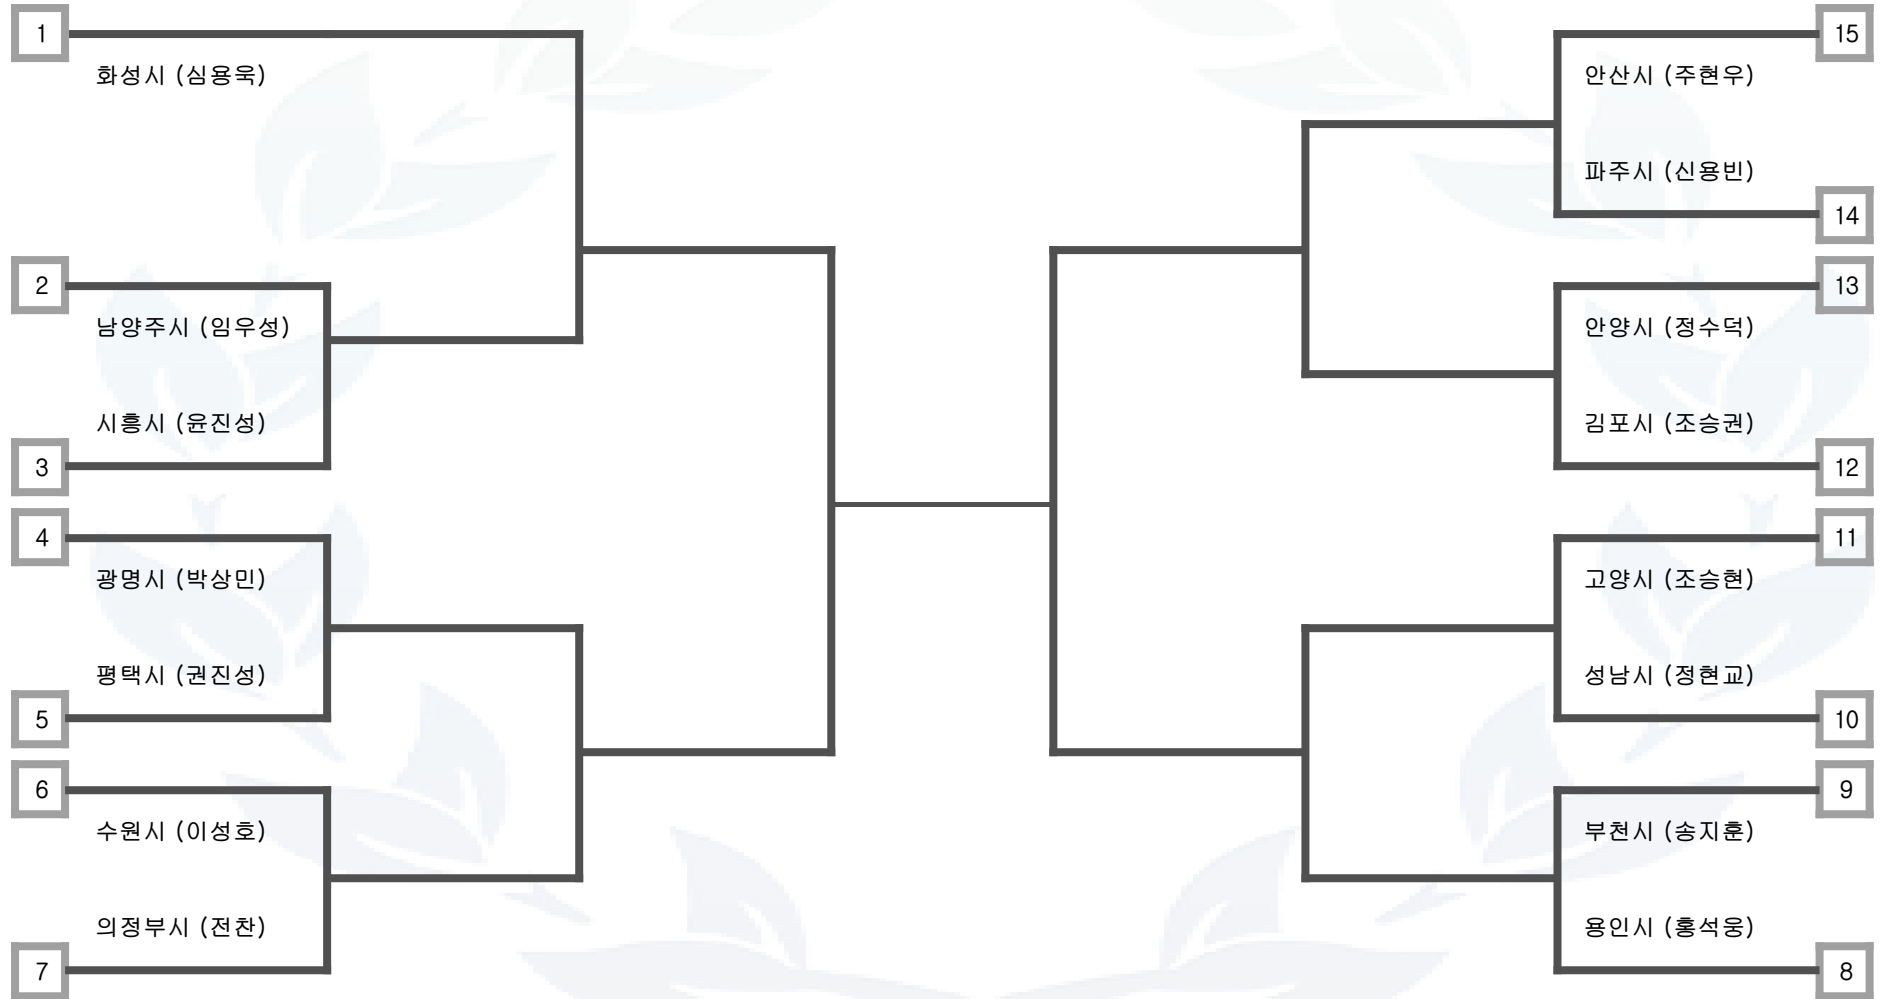 1
화성시 (심용욱)
2
남양주시 (임우성)
시흥시 (윤진성)
3
4
광명시 (박상민)
평택시 (권진성)
5
6
수원시 (이성호)
의정부시 (전찬)
7
15
안산시 (주현우)
파주시 (신용빈)
14
13
안양시 (정수덕)
김포시 (조승권)
12
11
고양시 (조승현)
성남시 (정현교)
10
9
부천시 (송지훈)
용인시 (홍석웅)
8